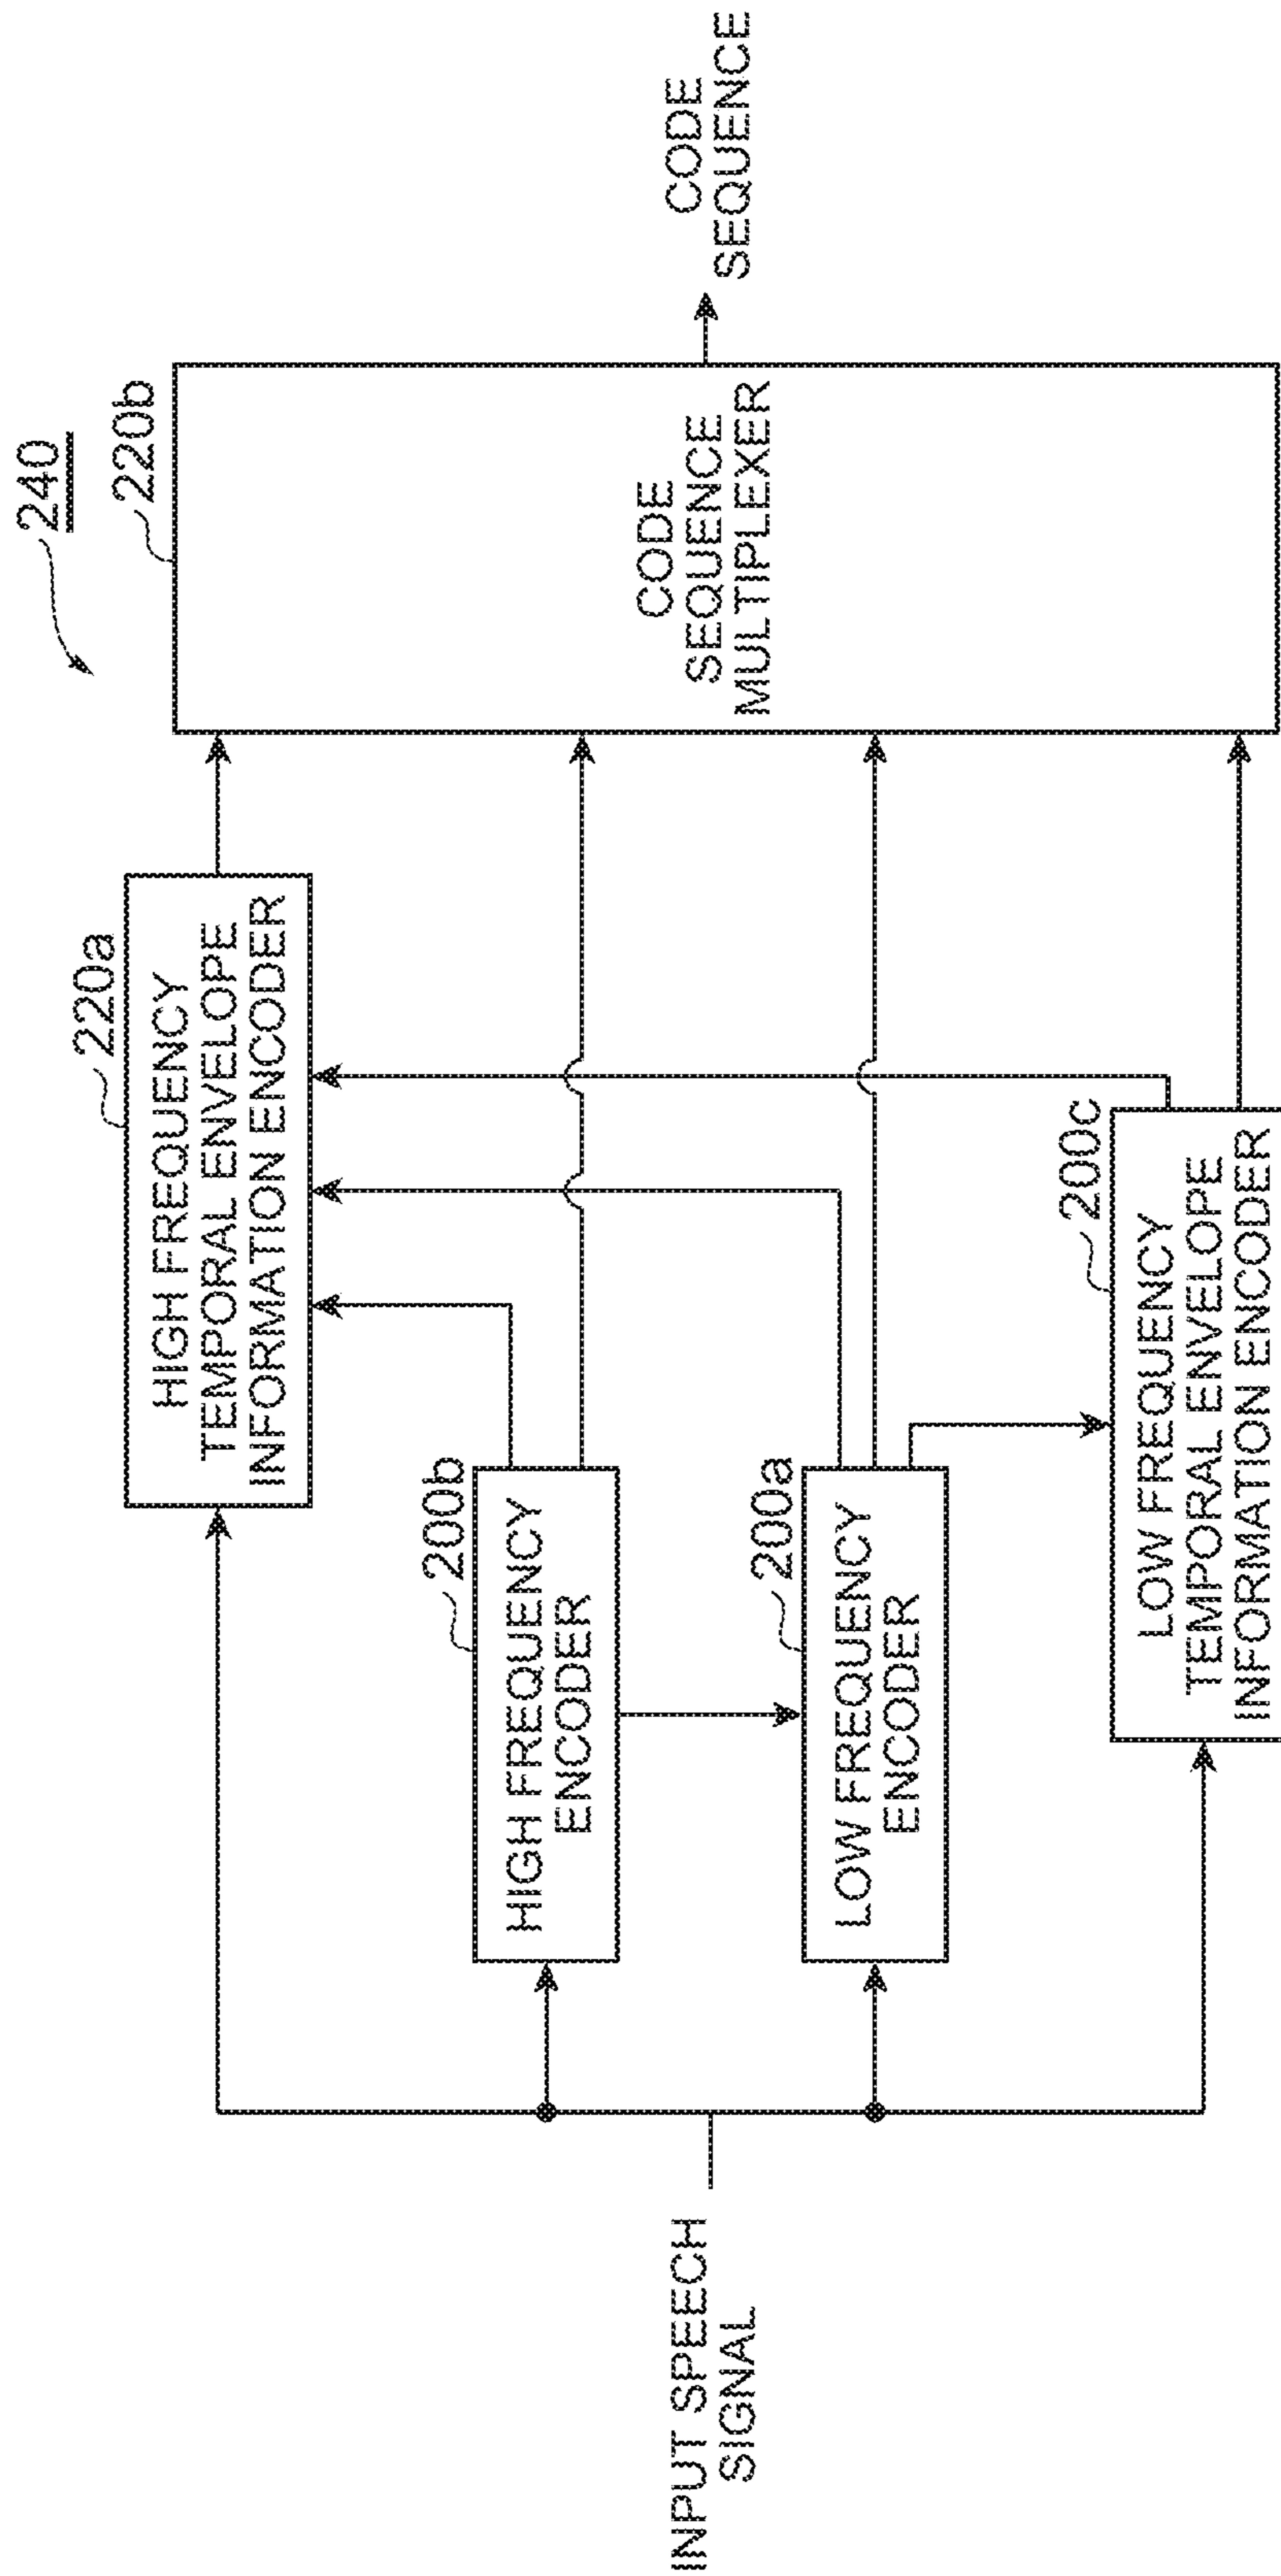 240
220a
HIGH FREQUENCY
TEMPORAL ENVELOPE
INFORMATION ENCODER
220b
CODE
SEQUENCE
MULTIPLEXER
CODE
SEQUENCE
200b
HIGH FREQUENCY
ENCODER
INPUT SPEECH
SIGNAL
200a
LOW FREQUENCY
ENCODER
200c
LOW FREQUENCY
TEMPORAL ENVELOPE
INFORMATION ENCODER